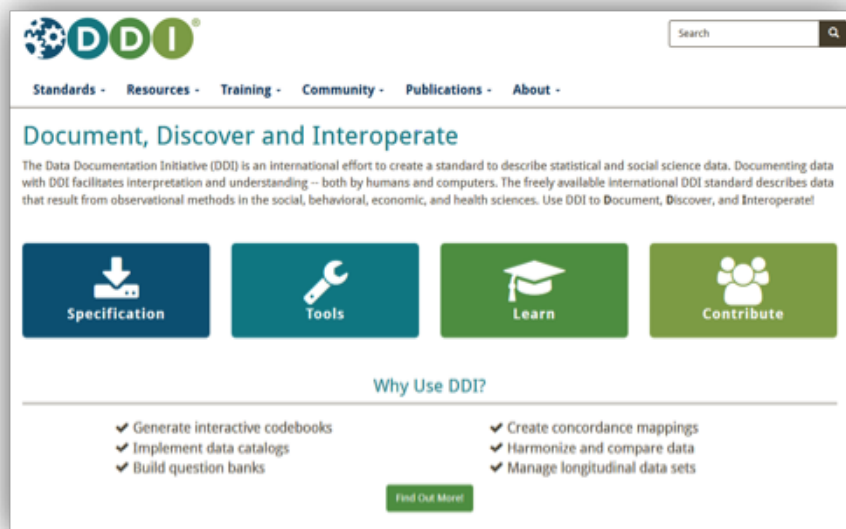 DDI®
Search
Standards - Resources - Training - Community - Publications - About -
Document, Discover and Interoperate
The Data Documentation Initiative (DDI) is an international effort to create a standard to describe statistical and social science data. Documenting data
with DDI facilitates interpretation and understanding -- both by humans and computers. The freely available international DDI standard describes data
that result from observational methods in the social, behavioral, economic, and health sciences. Use DDI to Document, Discover, and Interoperate!
Specification Tools Learn Contribute
Why Use DDI?
✔ Generate interactive codebooks
✔ Implement data catalogs
✔ Build question banks
✔ Create concordance mappings
✔ Harmonize and compare data
✔ Manage longitudinal data sets
Find Out More!